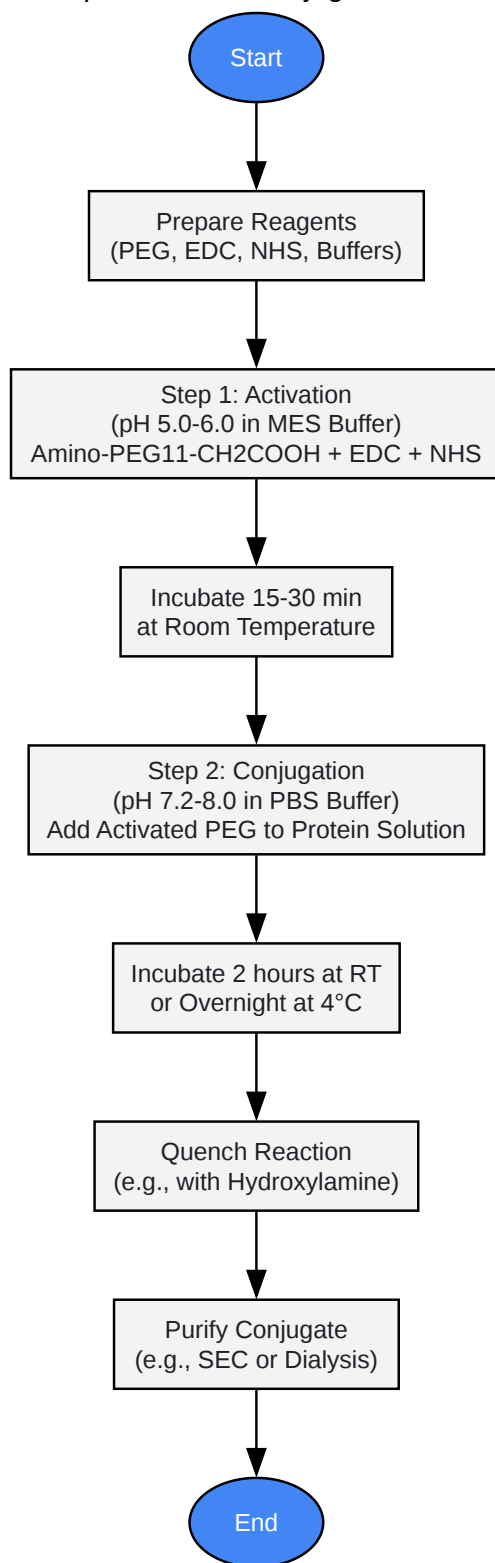 Start
Prepare Reagents
(PEG, EDC, NHS, Buffers)
Step 1: Activation
(pH 5.0-6.0 in MES Buffer)
Amino-PEG11-CH2COOH + EDC + NHS
Incubate 15-30 min
at Room Temperature
Step 2: Conjugation
(pH 7.2-8.0 in PBS Buffer)
Add Activated PEG to Protein Solution
Incubate 2 hours at RT
or Overnight at 4°C
Quench Reaction
(e.g., with Hydroxylamine)
Purify Conjugate
(e.g., SEC or Dialysis)
End